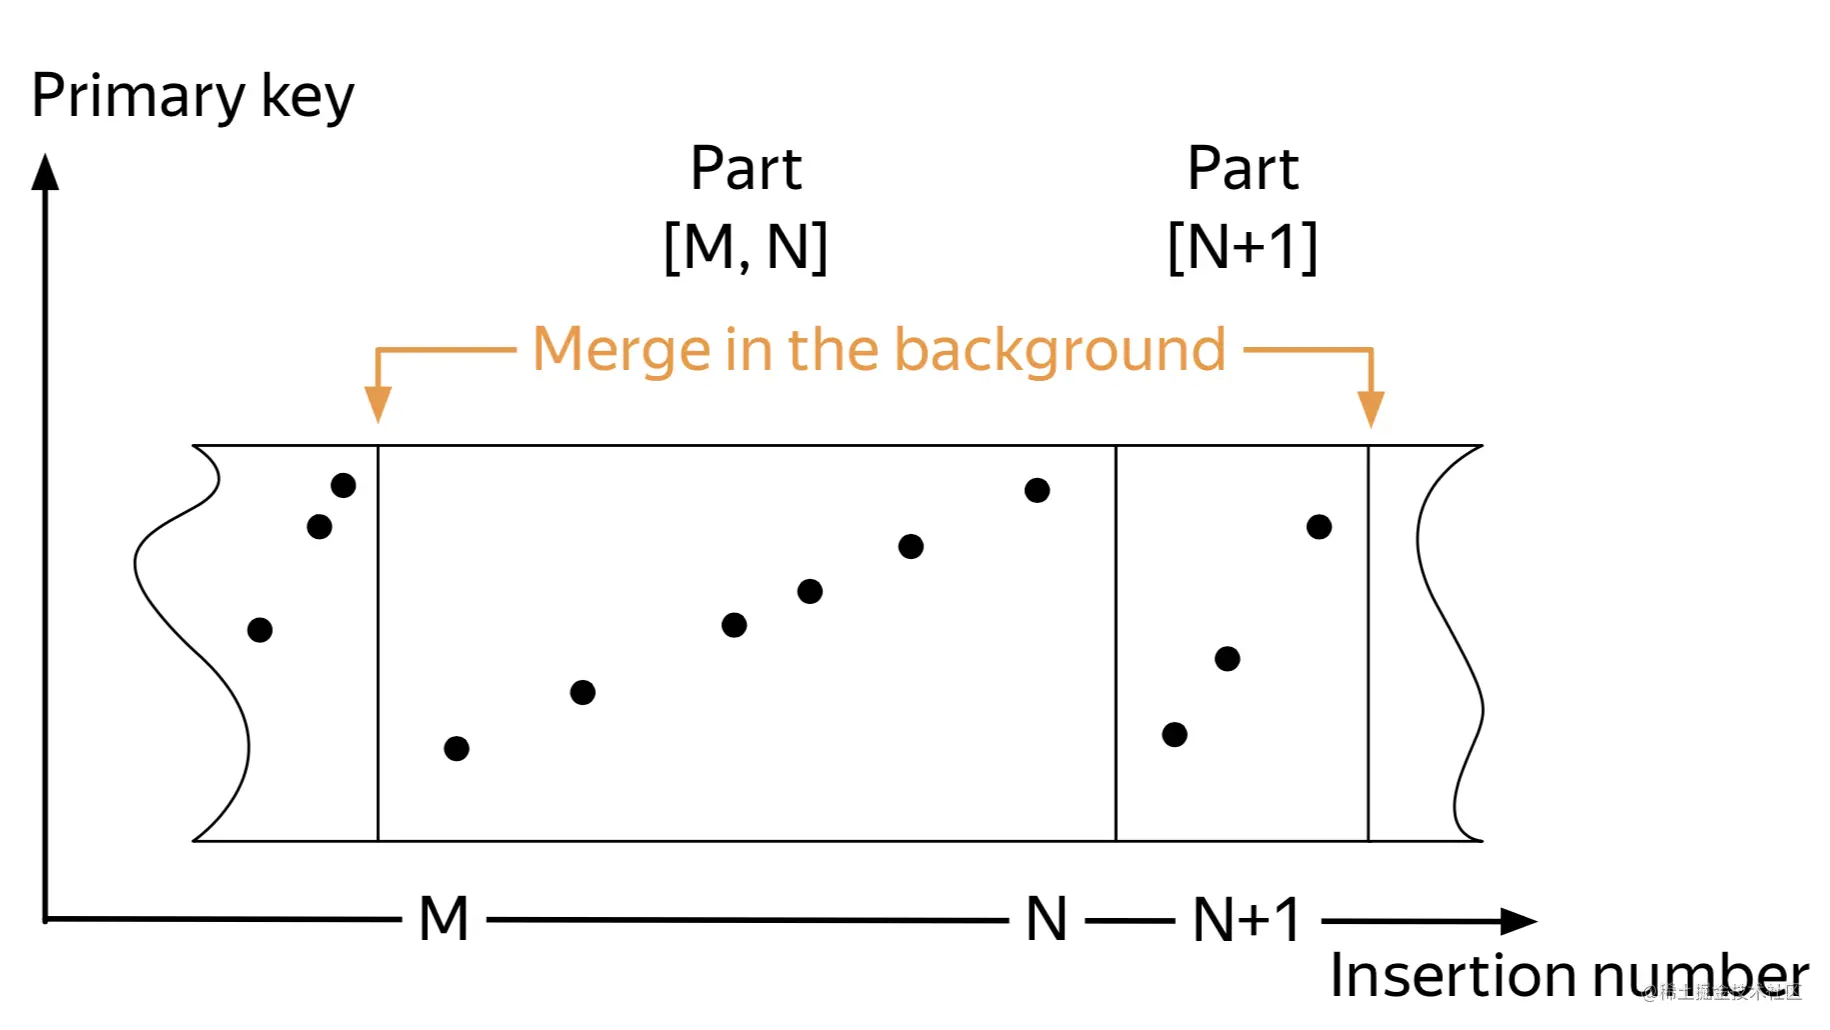 Primary key
Part
[M, N]
Part
[N+1]
Merge in the background
M
N
N+1
Insertion number
@稀土掘金技术社区